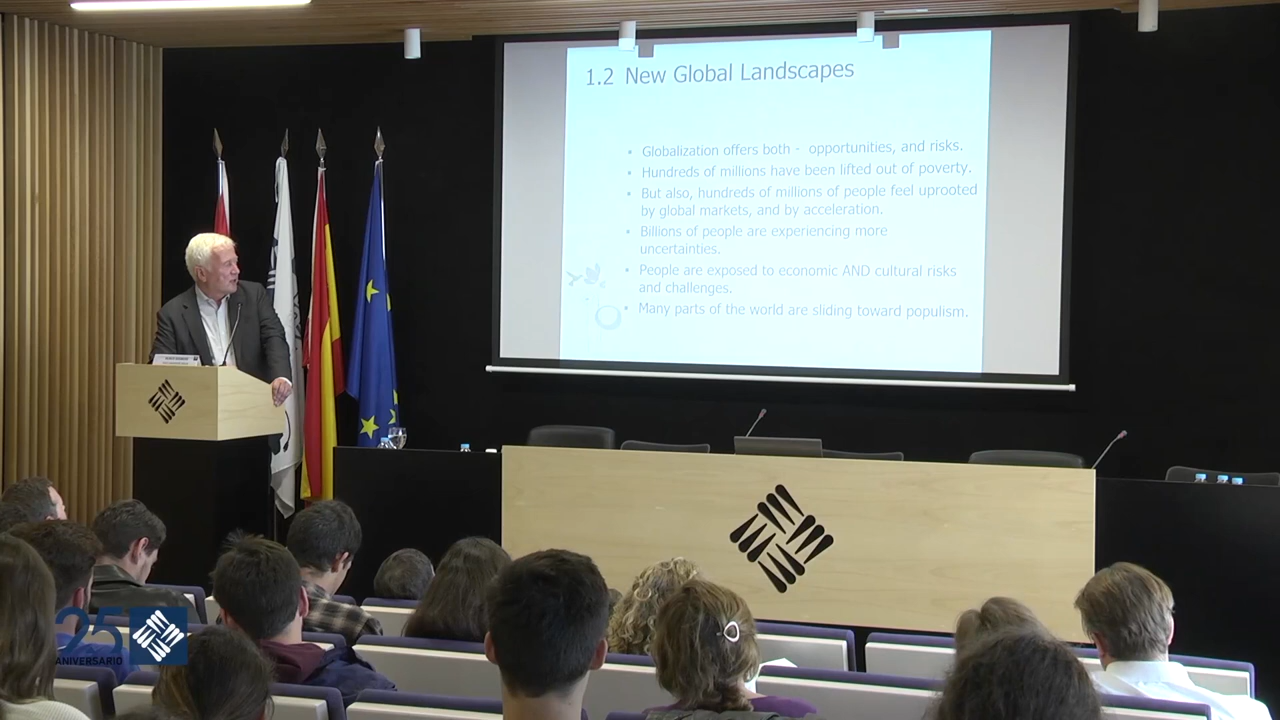 1.2 New Global Landscapes
• Globalization offers both - opportunities, and risks.
• Hundreds of millions have been lifted out of poverty.
• But also, hundreds of millions of people feel uprooted
by global markets, and by acceleration.
• Billions of people are experiencing more
uncertainties.
• People are exposed to economic AND cultural risks
and challenges.
• Many parts of the world are sliding toward populism.
25
ANIVERSARIO